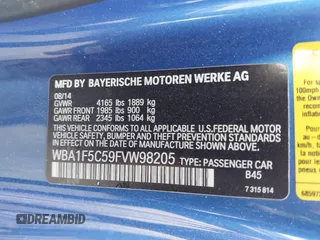 MFD BY BAYERISCHE MOTOREN WERKE AG
08/14
GVWR 4165 lbs 1889 kg
GAWR FRONT 1985 lbs 900 kg
GAWR REAR 2345 lbs 1064 kg
THIS VEHICLE CONFORMS TO ALL APPLICABLE
FEDERAL MOTOR VEHICLE SAFETY, BUMPER,
AND THEFT PREVENTION STANDARDS IN EFFECT
ON THE DATE OF MANUFACTURE SHOWN ABOVE.
WBA1F5C59FVW98205 TYPE: PASSENGER CAR
B45
7 315 814
100mph
DREAMBID